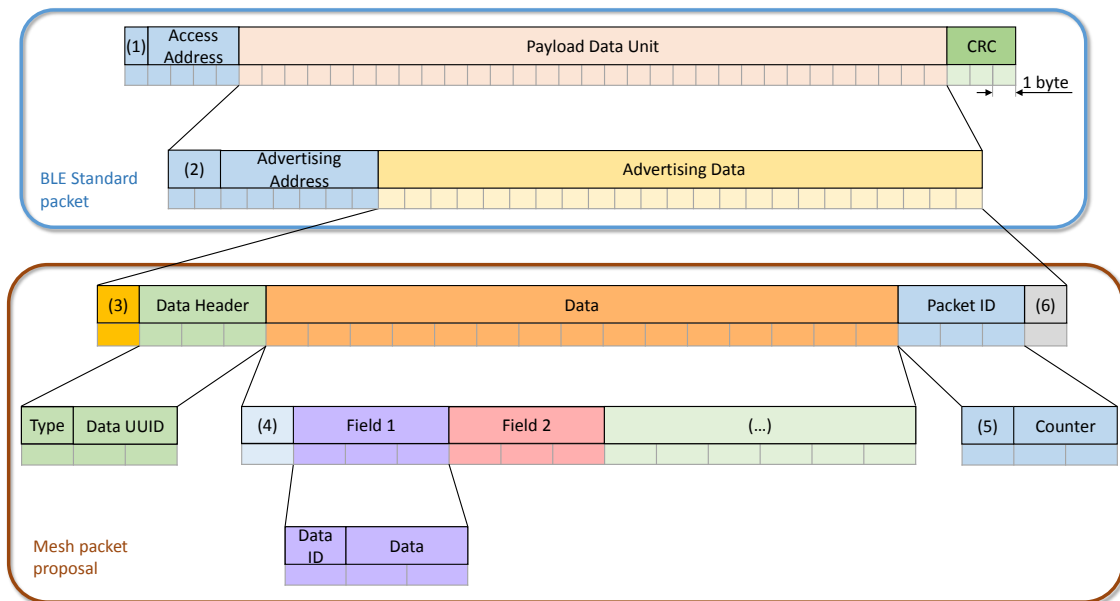 (1)
Access
Address
Payload Data Unit
CRC
1 byte
(2)
Advertising
Address
Advertising Data
BLE Standard
packet
(3)
Data Header
Data
Packet ID
(6)
Type
Data UUID
(4)
Field 1
Field 2
(...)
(5)
Counter
Data
ID
Data
Mesh packet
proposal